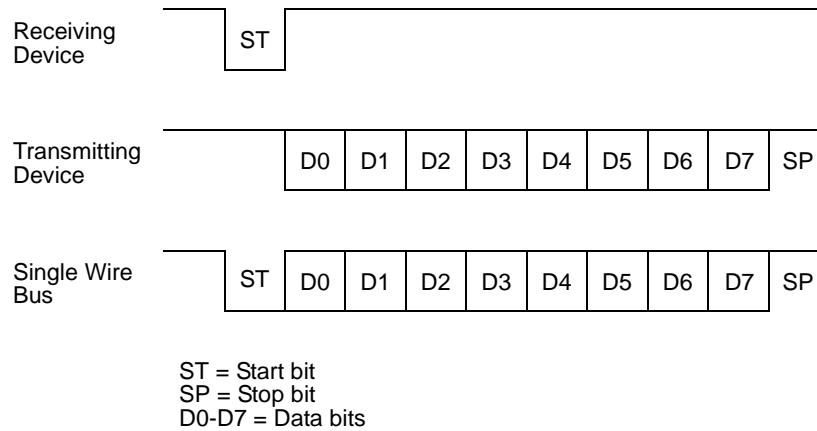 Receiving
Device
ST
Transmitting
Device
D0 D1 D2 D3 D4 D5 D6 D7 SP
Single Wire
Bus
ST D0 D1 D2 D3 D4 D5 D6 D7 SP
ST = Start bit
SP = Stop bit
D0-D7 = Data bits